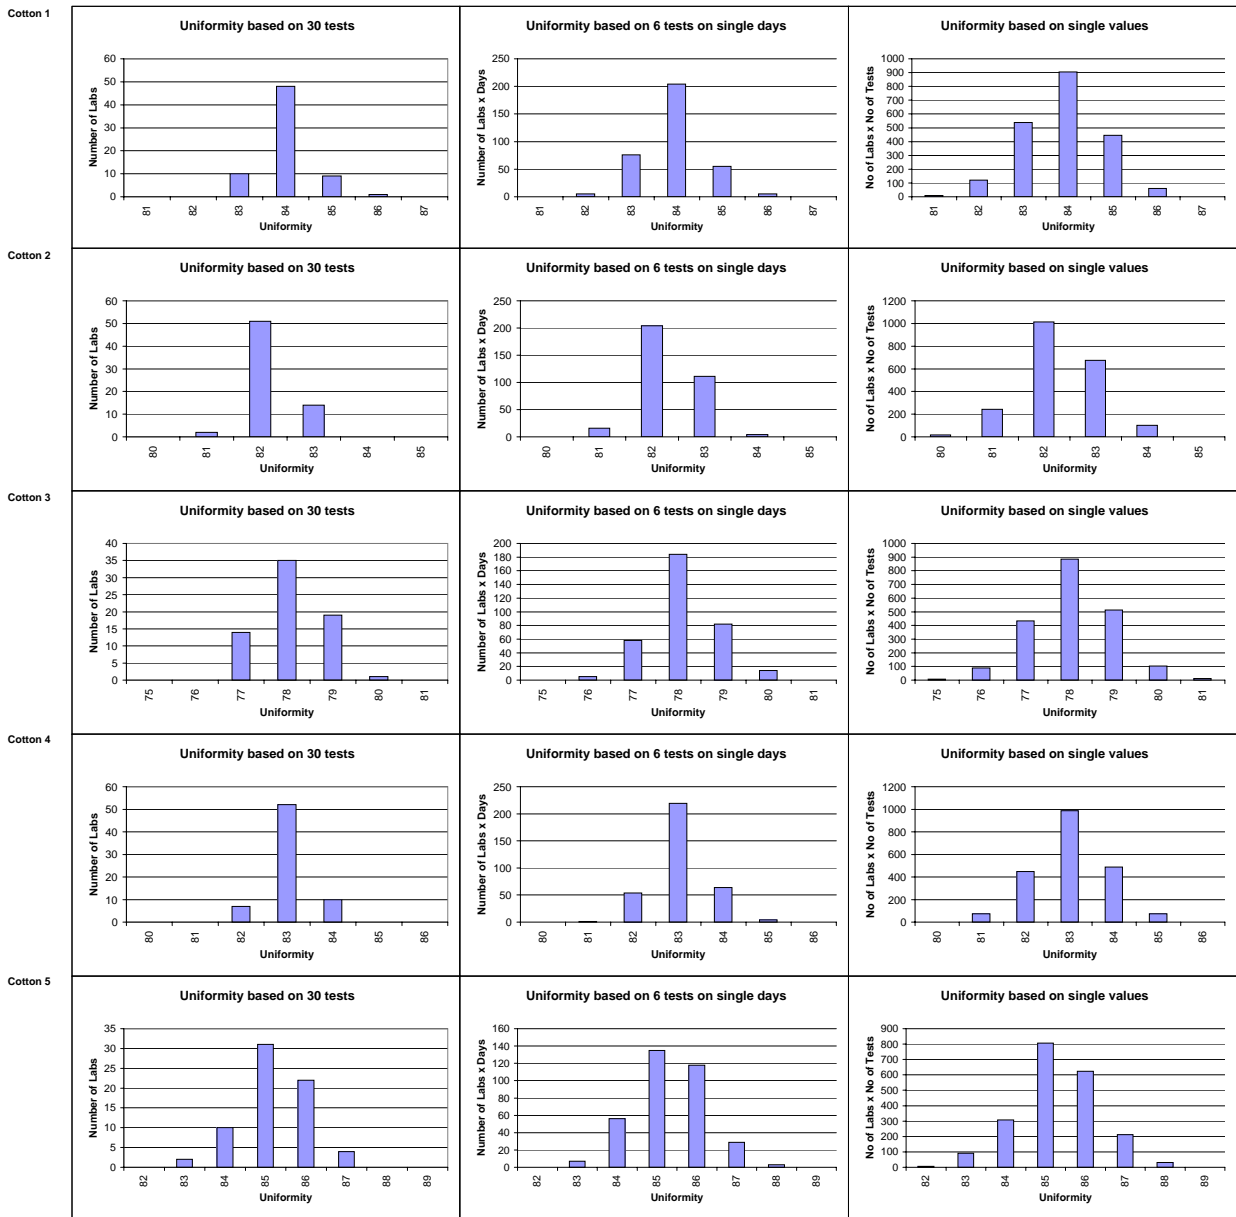 Cotton 1
Uniformity based on 30 tests
Number of Labs
60
50
40
30
20
10
0
81 82 83 84 85 86 87
Uniformity
Uniformity based on 6 tests on single days
Number of Labs x Days
250
200
150
100
50
0
81 82 83 84 85 86 87
Uniformity
Uniformity based on single values
No of Labs x No of Tests
1000
900
800
700
600
500
400
300
200
100
0
81 82 83 84 85 86 87
Uniformity
Cotton 2
Uniformity based on 30 tests
Number of Labs
60
50
40
30
20
10
0
80 81 82 83 84 85
Uniformity
Uniformity based on 6 tests on single days
Number of Labs x Days
250
200
150
100
50
0
80 81 82 83 84 85
Uniformity
Uniformity based on single values
No of Labs x No of Tests
1200
1000
800
600
400
200
0
80 81 82 83 84 85
Uniformity
Cotton 3
Uniformity based on 30 tests
Number of Labs
40
35
30
25
20
15
10
5
0
75 76 77 78 79 80 81
Uniformity
Uniformity based on 6 tests on single days
Number of Labs x Days
200
180
160
140
120
100
80
60
40
20
0
75 76 77 78 79 80 81
Uniformity
Uniformity based on single values
No of Labs x No of Tests
1000
900
800
700
600
500
400
300
200
100
0
75 76 77 78 79 80 81
Uniformity
Cotton 4
Uniformity based on 30 tests
Number of Labs
60
50
40
30
20
10
0
80 81 82 83 84 85 86
Uniformity
Uniformity based on 6 tests on single days
Number of Labs x Days
250
200
150
100
50
0
80 81 82 83 84 85 86
Uniformity
Uniformity based on single values
No of Labs x No of Tests
1200
1000
800
600
400
200
0
80 81 82 83 84 85 86
Uniformity
Cotton 5
Uniformity based on 30 tests
Number of Labs
35
30
25
20
15
10
5
0
82 83 84 85 86 87 88 89
Uniformity
Uniformity based on 6 tests on single days
Number of Labs x Days
160
140
120
100
80
60
40
20
0
82 83 84 85 86 87 88 89
Uniformity
Uniformity based on single values
No of Labs x No of Tests
900
800
700
600
500
400
300
200
100
0
82 83 84 85 86 87 88 89
Uniformity